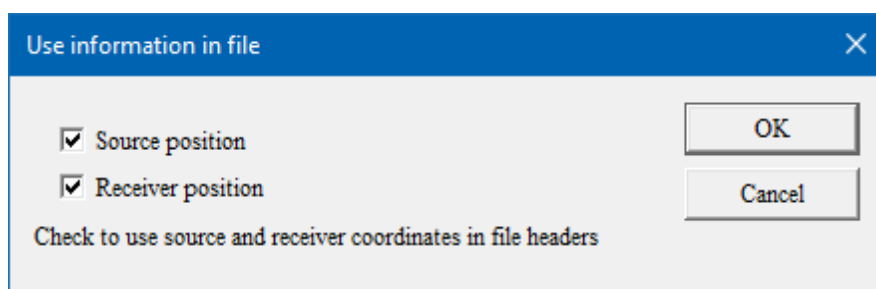 Use information in file
Source position
OK
Receiver position
Cancel
Check to use source and receiver coordinates in file headers